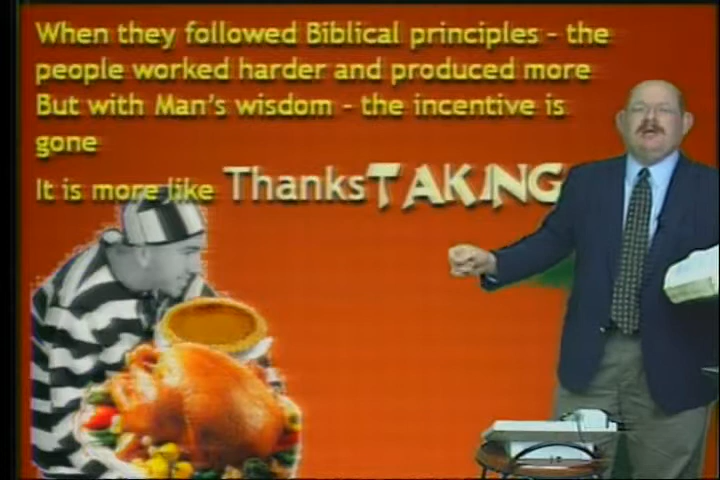 When they followed Biblical principles - the
people worked harder and produced more
But with Man's wisdom - the incentive is
gone
It is more like ThanksTAKING